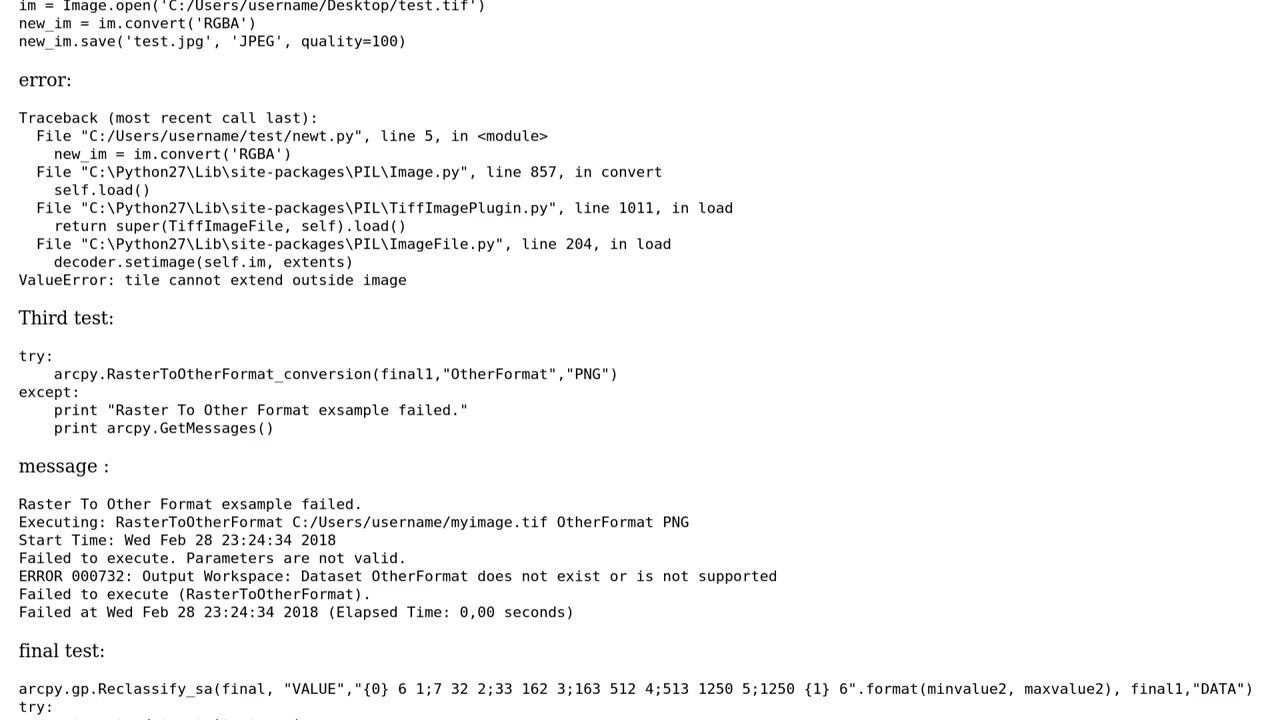 im = Image.open('C:/Users/username/Desktop/test.tif')
new_im = im.convert('RGBA')
new_im.save('test.jpg', 'JPEG', quality=100)
error:
Traceback (most recent call last):
  File "C:/Users/username/test/newt.py", line 5, in <module>
    new_im = im.convert('RGBA')
  File "C:\Python27\Lib\site-packages\PIL\Image.py", line 857, in convert
    self.load()
  File "C:\Python27\Lib\site-packages\PIL\TiffImagePlugin.py", line 1011, in load
    return super(TiffImageFile, self).load()
  File "C:\Python27\Lib\site-packages\PIL\ImageFile.py", line 204, in load
    decoder.setimage(self.im, extents)
ValueError: tile cannot extend outside image
Third test:
try:
    arcpy.RasterToOtherFormat_conversion(final1,"OtherFormat","PNG")
except:
    print "Raster To Other Format exsample failed."
    print arcpy.GetMessages()
message :
Raster To Other Format exsample failed.
Executing: RasterToOtherFormat C:/Users/username/myimage.tif OtherFormat PNG
Start Time: Wed Feb 28 23:24:34 2018
Failed to execute. Parameters are not valid.
ERROR 000732: Output Workspace: Dataset OtherFormat does not exist or is not supported
Failed to execute (RasterToOtherFormat).
Failed at Wed Feb 28 23:24:34 2018 (Elapsed Time: 0,00 seconds)
final test:
arcpy.gp.Reclassify_sa(final, "VALUE","{0} 6 1;7 32 2;33 162 3;163 512 4;513 1250 5;1250 {1} 6".format(minvalue2, maxvalue2), final1,"DATA")
try: